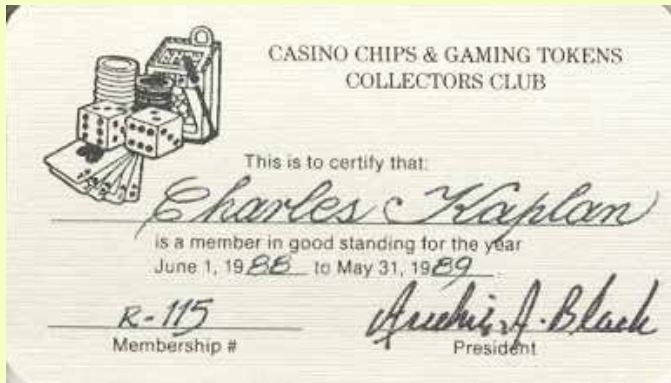 CASINO CHIPS & GAMING TOKENS
COLLECTORS CLUB
This is to certify that:
Charles Kaplan
is a member in good standing for the year
June 1, 1988 to May 31, 1989.
R-115
Archie A. Black
Membership #
President